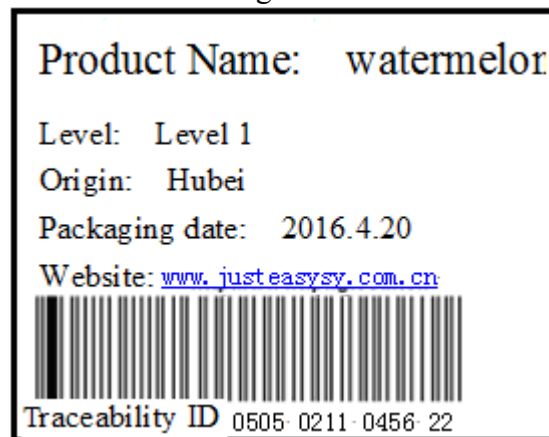 Product Name: watermelon
Level: Level 1
Origin: Hubei
Packaging date: 2016.4.20
Website: www.justeasysy.com.cn
Traceability ID 0505 0211 0456 22